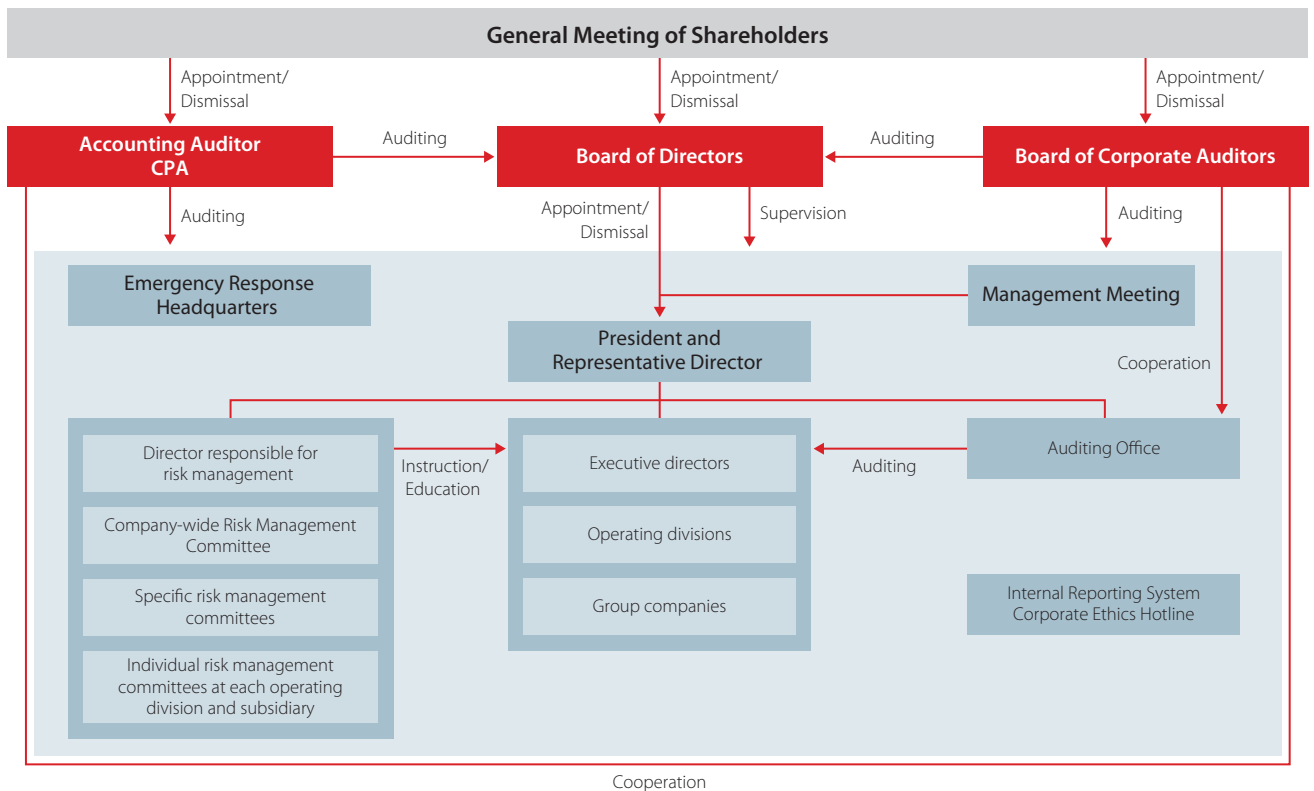 General Meeting of Shareholders
Appointment/
Dismissal
Appointment/
Dismissal
Appointment/
Dismissal
Accounting Auditor
CPA
Auditing
Board of Directors
Auditing
Board of Corporate Auditors
Auditing
Appointment/
Dismissal
Supervision
Auditing
Emergency Response
Headquarters
Management Meeting
President and
Representative Director
Cooperation
Director responsible for
risk management
Company-wide Risk Management
Committee
Specific risk management
committees
Individual risk management
committees at each operating
division and subsidiary
Instruction/
Education
Executive directors
Operating divisions
Group companies
Auditing
Auditing Office
Internal Reporting System
Corporate Ethics Hotline
Cooperation